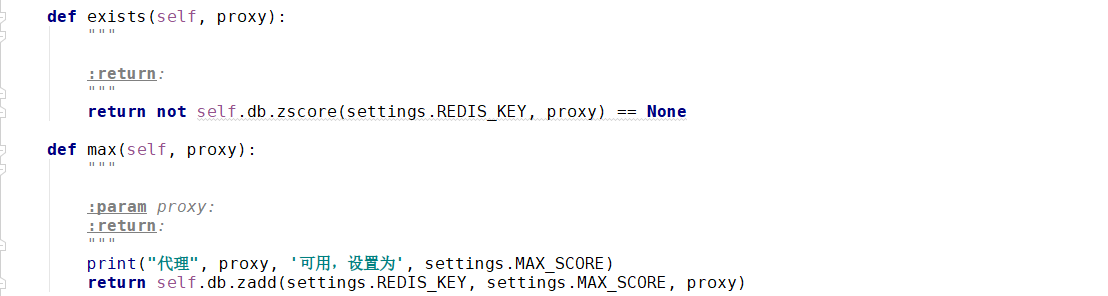 def exists(self, proxy):
    """

    :return:
    """
    return not self.db.zscore(settings.REDIS_KEY, proxy) == None

def max(self, proxy):
    """

    :param proxy:
    :return:
    """
    print("代理", proxy, '可用，设置为', settings.MAX_SCORE)
    return self.db.zadd(settings.REDIS_KEY, settings.MAX_SCORE, proxy)